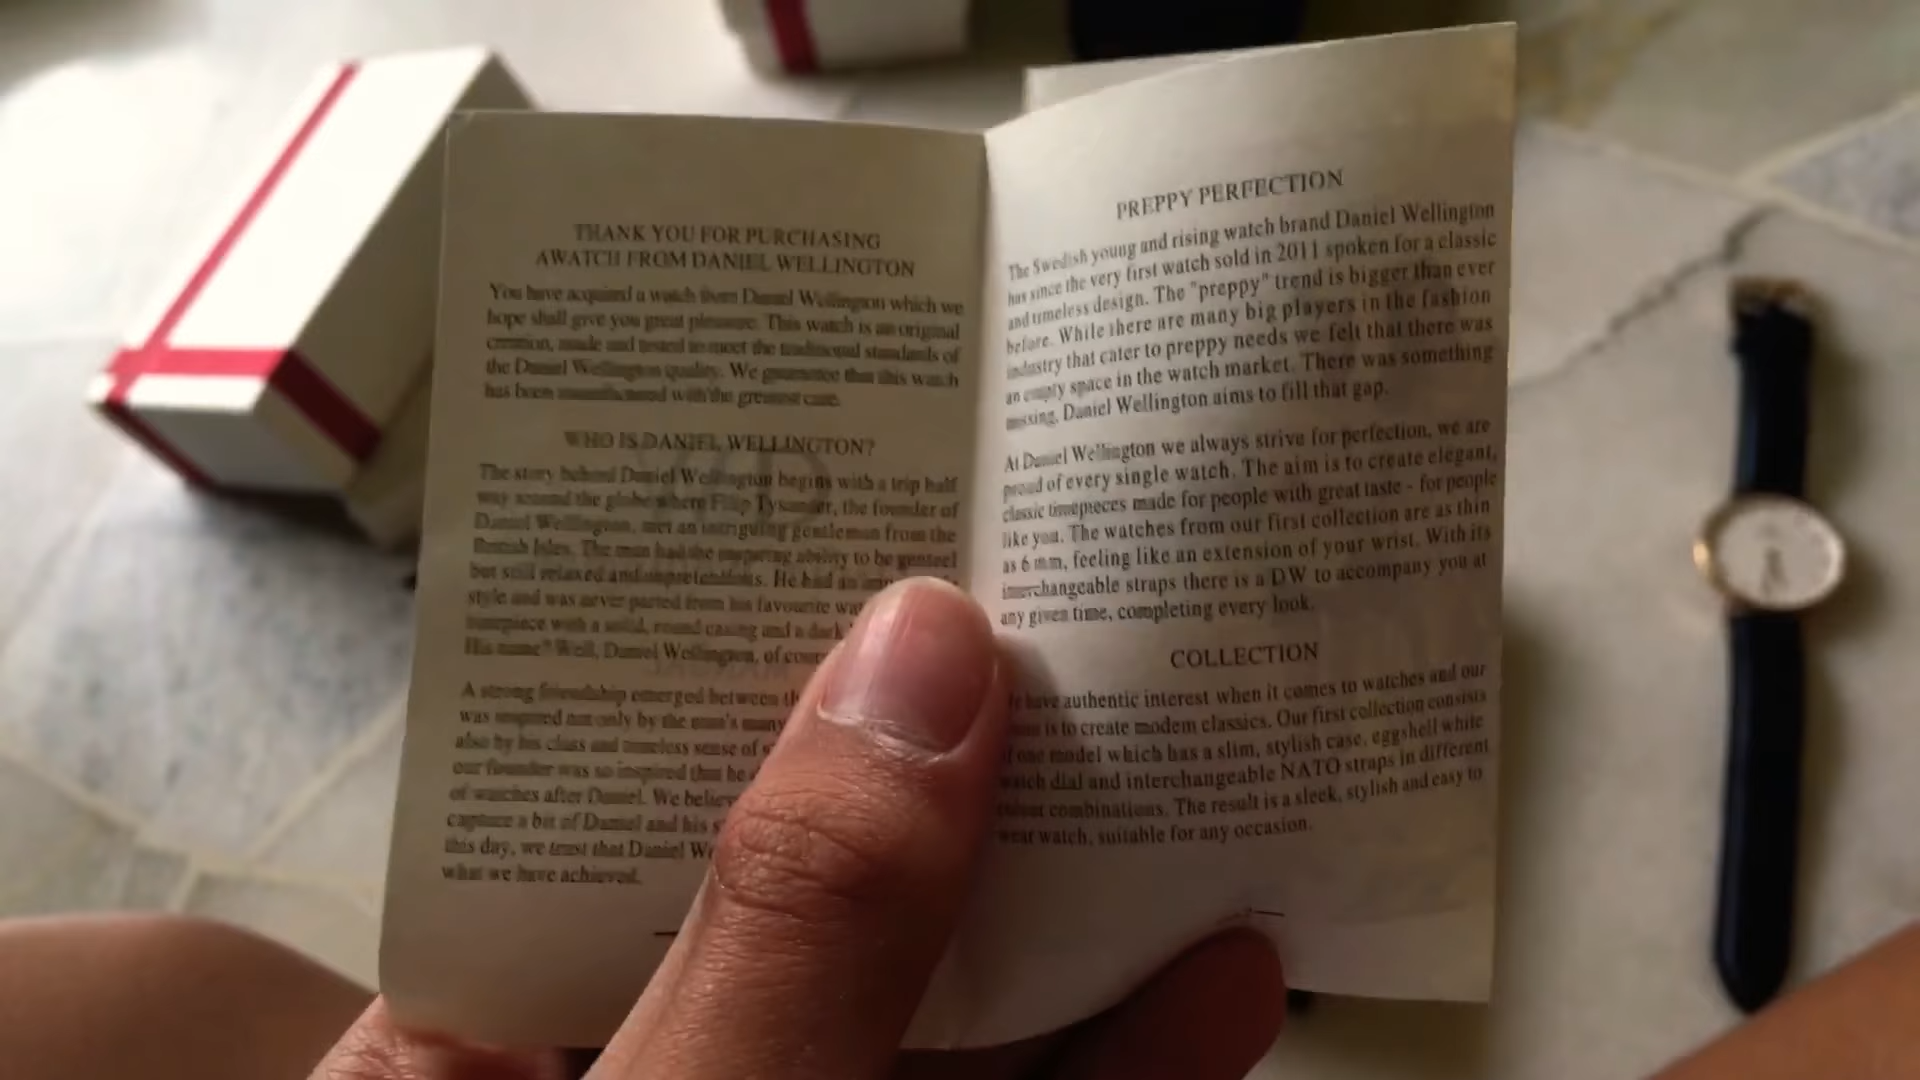 THANK YOU FOR PURCHASING
A WATCH FROM DANIEL WELLINGTON
You have acquired a watch from Daniel Wellington which we
hope shall give you great pleasure. This watch is an original
creation, made and tested to meet the traditional standards of
the Daniel Wellington quality. We guarantee that this watch
has been manufactured with the greatest care.
WHO IS DANIEL WELLINGTON?
The story behind Daniel Wellington begins with a trip half
way around the globe where Filip Tysander, the founder of
Daniel Wellington, met an intriguing gentleman from the
British Isles. The man had the inspiring ability to be genteel
but still relaxed and unpretentious. He had an
style and was never parted from his favourite
timepiece with a solid, round casing and a dark
His name? Well, Daniel Wellington, of
A strong friendship emerged between
was inspired not only by the man's many
also by his class and timeless sense of
our founder was so inspired that he
of watches after Daniel. We
capture a bit of Daniel and his
this day, we trust that Daniel
what we have achieved.
PREPPY PERFECTION
The Swedish young and rising watch brand Daniel Wellington
has since the very first watch sold in 2011 spoken for a classic
and timeless design. The "preppy" trend is bigger than ever
before. While there are many big players in the fashion
industry that cater to preppy needs we felt that there was
an empty space in the watch market. There was something
missing, Daniel Wellington aims to fill that gap.
At Daniel Wellington we always strive for perfection, we are
proud of every single watch. The aim is to create elegant,
classic timepieces made for people with great taste - for people
like you. The watches from our first collection are as thin
as 6 mm, feeling like an extension of your wrist. With its
interchangeable straps there is a DW to accompany you at
any given time, completing every look.
COLLECTION
have authentic interest when it comes to watches and our
is to create modem classics. Our first collection consists
one model which has a slim, stylish case, eggshell white
watch dial and interchangeable NATO straps in different
colour combinations. The result is a sleek, stylish and easy to
wear watch, suitable for any occasion.